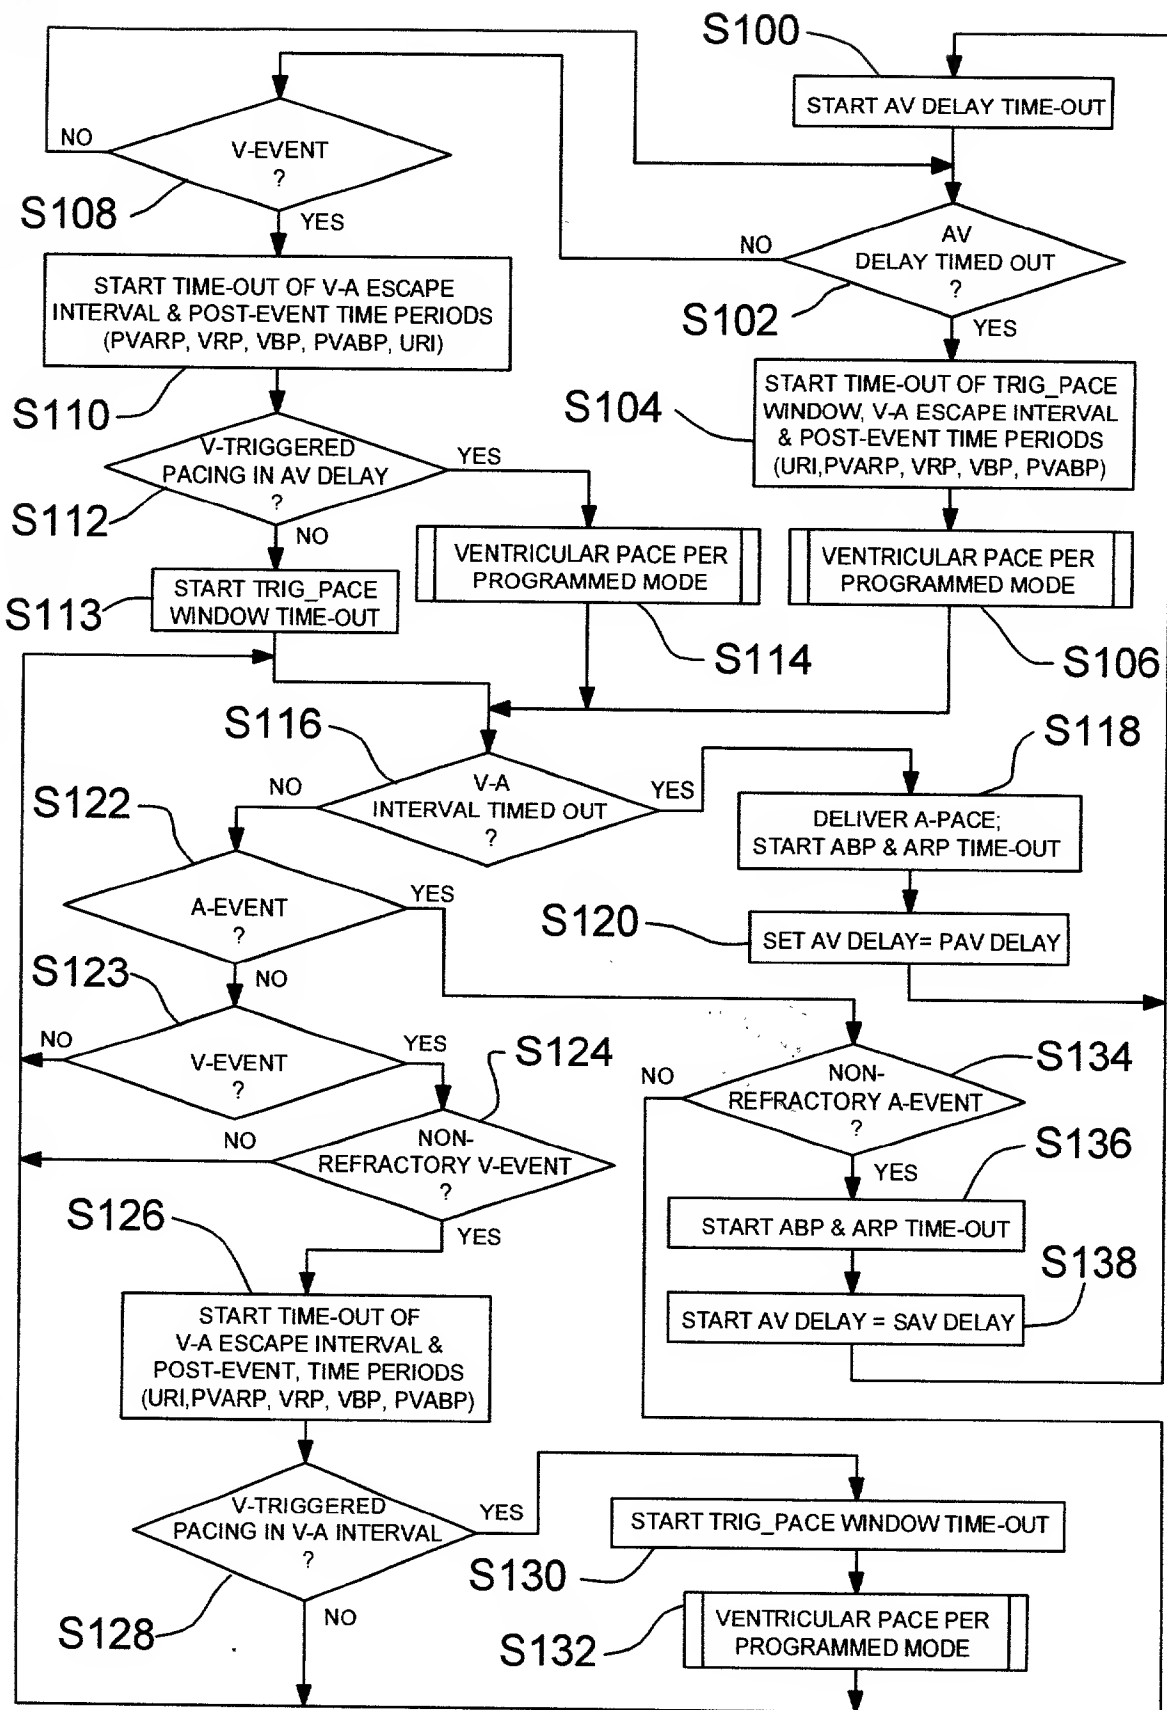 S100
START AV DELAY TIME-OUT
NO
V-EVENT
?
S108
YES
AV
DELAY TIMED OUT
?
NO
S102
YES
START TIME-OUT OF V-A ESCAPE
INTERVAL & POST-EVENT TIME PERIODS
(PVARP, VRP, VBP, PVABP, URI)
S110
START TIME-OUT OF TRIG_PACE
WINDOW, V-A ESCAPE INTERVAL
& POST-EVENT TIME PERIODS
(URI,PVARP, VRP, VBP, PVABP)
S104
V-TRIGGERED
PACING IN AV DELAY
?
YES
S112
NO
VENTRICULAR PACE PER
PROGRAMMED MODE
S114
VENTRICULAR PACE PER
PROGRAMMED MODE
S106
START TRIG_PACE
WINDOW TIME-OUT
S113
S116
V-A
INTERVAL TIMED OUT
?
NO
YES
S118
DELIVER A-PACE;
START ABP & ARP TIME-OUT
S120
SET AV DELAY= PAV DELAY
S122
A-EVENT
?
YES
NO
S123
NO
V-EVENT
?
YES
S124
NON-
REFRACTORY V-EVENT
?
NO
YES
S134
NON-
REFRACTORY A-EVENT
?
NO
YES
S136
START ABP & ARP TIME-OUT
S138
START AV DELAY = SAV DELAY
S126
START TIME-OUT OF
V-A ESCAPE INTERVAL &
POST-EVENT, TIME PERIODS
(URI,PVARP, VRP, VBP, PVABP)
V-TRIGGERED
PACING IN V-A INTERVAL
?
YES
S128
NO
START TRIG_PACE WINDOW TIME-OUT
S130
VENTRICULAR PACE PER
PROGRAMMED MODE
S132